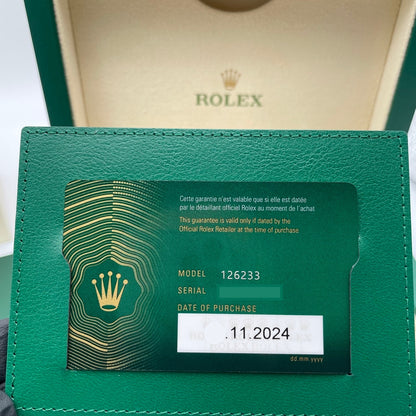 ROLEX
Cette garantie n'est valable que si elle est datée
par le détaillant officiel Rolex au moment de l'achat
This guarantee is valid only if dated by the
Official Rolex Retailer at the time of purchase
MODEL 126233
SERIAL
DATE OF PURCHASE
.11.2024
ROLEX ROLEX
dd.mm.yyyy